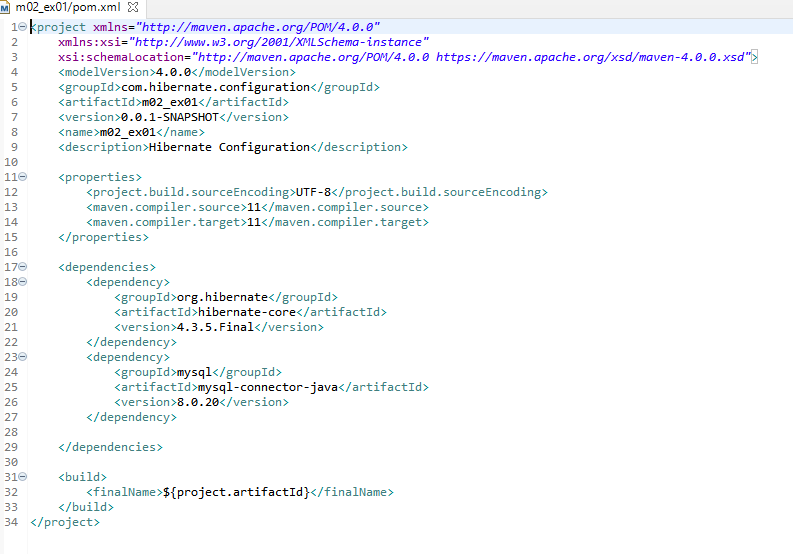 m02_ex01/pom.xml
1 <project xmlns="http://maven.apache.org/POM/4.0.0"
2     xmlns:xsi="http://www.w3.org/2001/XMLSchema-instance"
3     xsi:schemaLocation="http://maven.apache.org/POM/4.0.0 https://maven.apache.org/xsd/maven-4.0.0.xsd">
4     <modelVersion>4.0.0</modelVersion>
5     <groupId>com.hibernate.configuration</groupId>
6     <artifactId>m02_ex01</artifactId>
7     <version>0.0.1-SNAPSHOT</version>
8     <name>m02_ex01</name>
9     <description>Hibernate Configuration</description>
10
11     <properties>
12         <project.build.sourceEncoding>UTF-8</project.build.sourceEncoding>
13         <maven.compiler.source>11</maven.compiler.source>
14         <maven.compiler.target>11</maven.compiler.target>
15     </properties>
16
17     <dependencies>
18         <dependency>
19             <groupId>org.hibernate</groupId>
20             <artifactId>hibernate-core</artifactId>
21             <version>4.3.5.Final</version>
22         </dependency>
23         <dependency>
24             <groupId>mysql</groupId>
25             <artifactId>mysql-connector-java</artifactId>
26             <version>8.0.20</version>
27         </dependency>
28
29     </dependencies>
30
31     <build>
32         <finalName>${project.artifactId}</finalName>
33     </build>
34 </project>